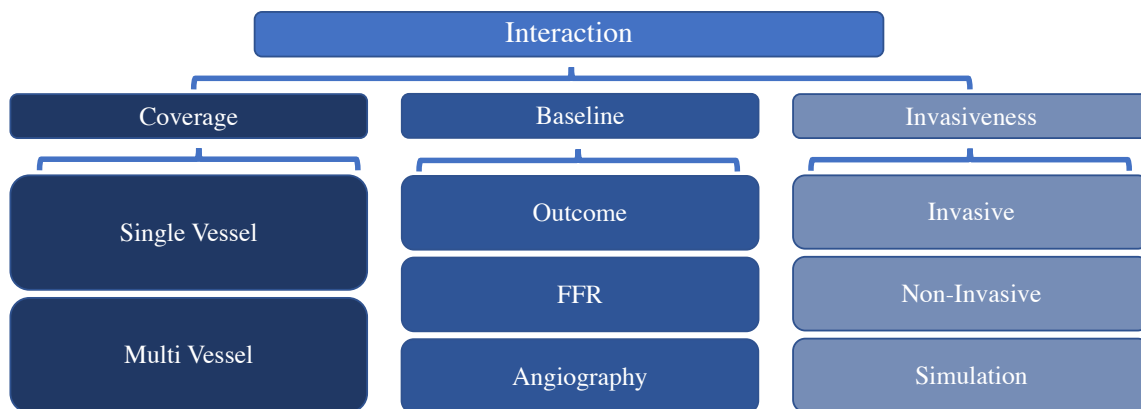 Interaction
Coverage
Baseline
Invasiveness
Single Vessel
Multi Vessel
Outcome
FFR
Angiography
Invasive
Non-Invasive
Simulation